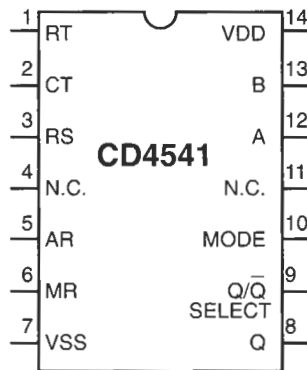 1 RT VDD 14
2 CT B 13
3 RS A 12
CD4541
4 N.C. N.C. 11
5 AR MODE 10
6 MR Q/Q̅ 9
SELECT
7 VSS Q 8